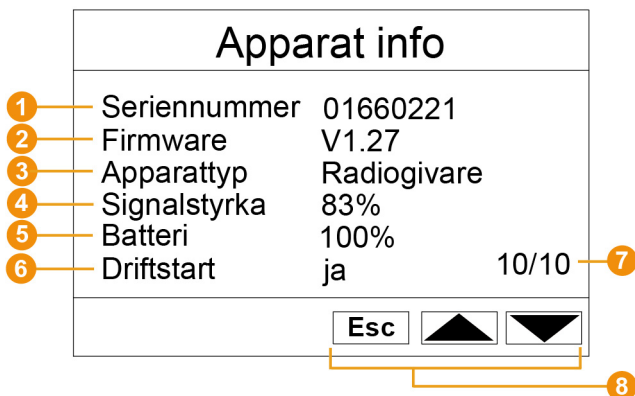 Apparat info
1 Seriennummer 01660221
2 Firmware V1.27
3 Apparattyp Radiogivare
4 Signalstyrka 83%
5 Batteri 100%
6 Driftstart ja 10/10 7
Esc
8